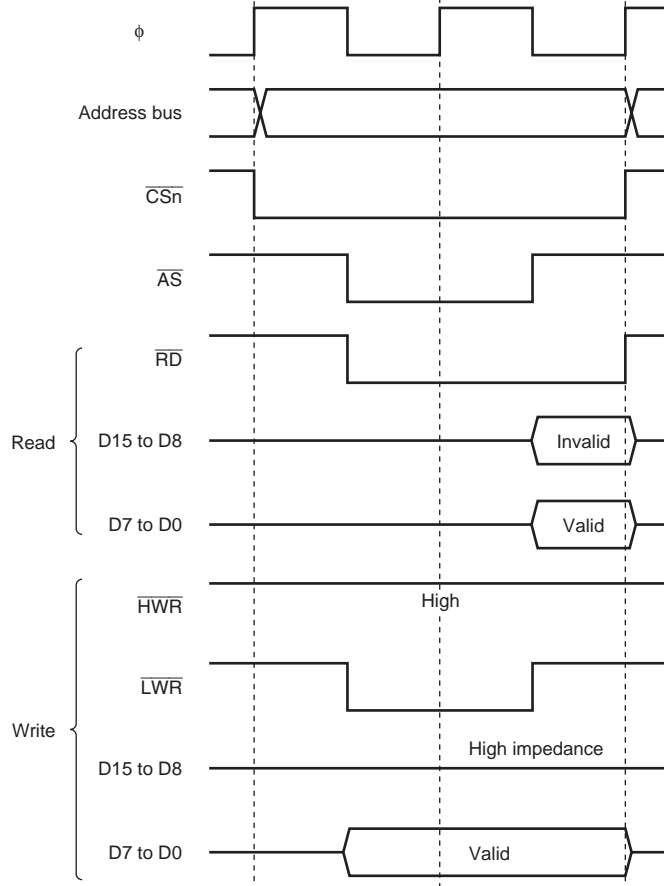 ϕ
Address bus
CSn
AS
RD
Read
D15 to D8
Invalid
D7 to D0
Valid
HWR
High
LWR
Write
High impedance
D15 to D8
D7 to D0
Valid